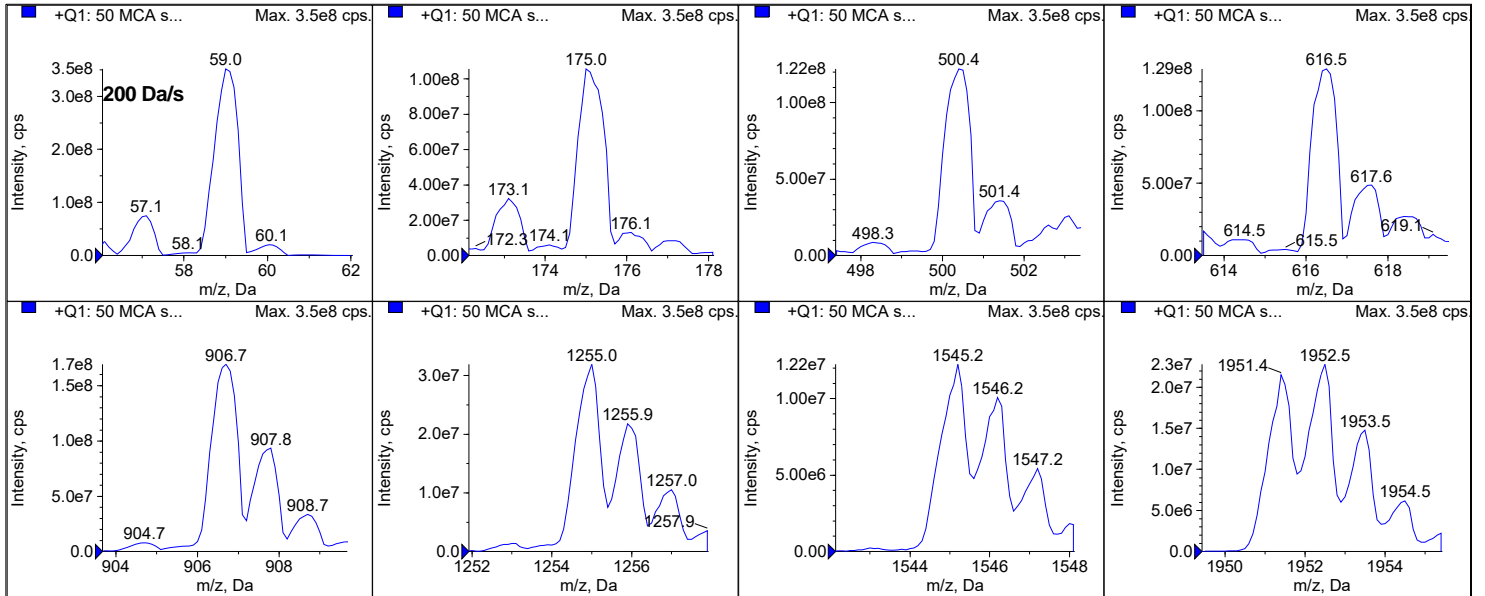 +Q1: 50 MCA s... Max. 3.5e8 cps.
59.0
3.5e8
200 Da/s
3.0e8
2.0e8
57.1
1.0e8
58.1
60.1
0.0
58 60 62
m/z, Da
Intensity, cps
+Q1: 50 MCA s... Max. 3.5e8 cps.
175.0
1.00e8
8.00e7
6.00e7
4.00e7
173.1
2.00e7
172.3
174.1
176.1
0.00
174 176 178
m/z, Da
Intensity, cps
+Q1: 50 MCA s... Max. 3.5e8 cps.
500.4
1.22e8
1.00e8
5.00e7
501.4
498.3
0.00
498 500 502
m/z, Da
Intensity, cps
+Q1: 50 MCA s... Max. 3.5e8 cps.
616.5
1.29e8
1.00e8
5.00e7
617.6
619.1
614.5
615.5
0.00
614 616 618
m/z, Da
Intensity, cps
+Q1: 50 MCA s... Max. 3.5e8 cps.
906.7
1.7e8
1.5e8
1.0e8
907.8
5.0e7
908.7
904.7
0.0
904 906 908
m/z, Da
Intensity, cps
+Q1: 50 MCA s... Max. 3.5e8 cps.
1255.0
3.0e7
1255.9
2.0e7
1257.0
1.0e7
1257.9
0.0
1252 1254 1256
m/z, Da
Intensity, cps
+Q1: 50 MCA s... Max. 3.5e8 cps.
1545.2
1.22e7
1546.2
1.00e7
1547.2
5.00e6
0.00
1544 1546 1548
m/z, Da
Intensity, cps
+Q1: 50 MCA s... Max. 3.5e8 cps.
1951.4
1952.5
2.3e7
2.0e7
1953.5
1.5e7
1.0e7
1954.5
5.0e6
0.0
1950 1952 1954
m/z, Da
Intensity, cps